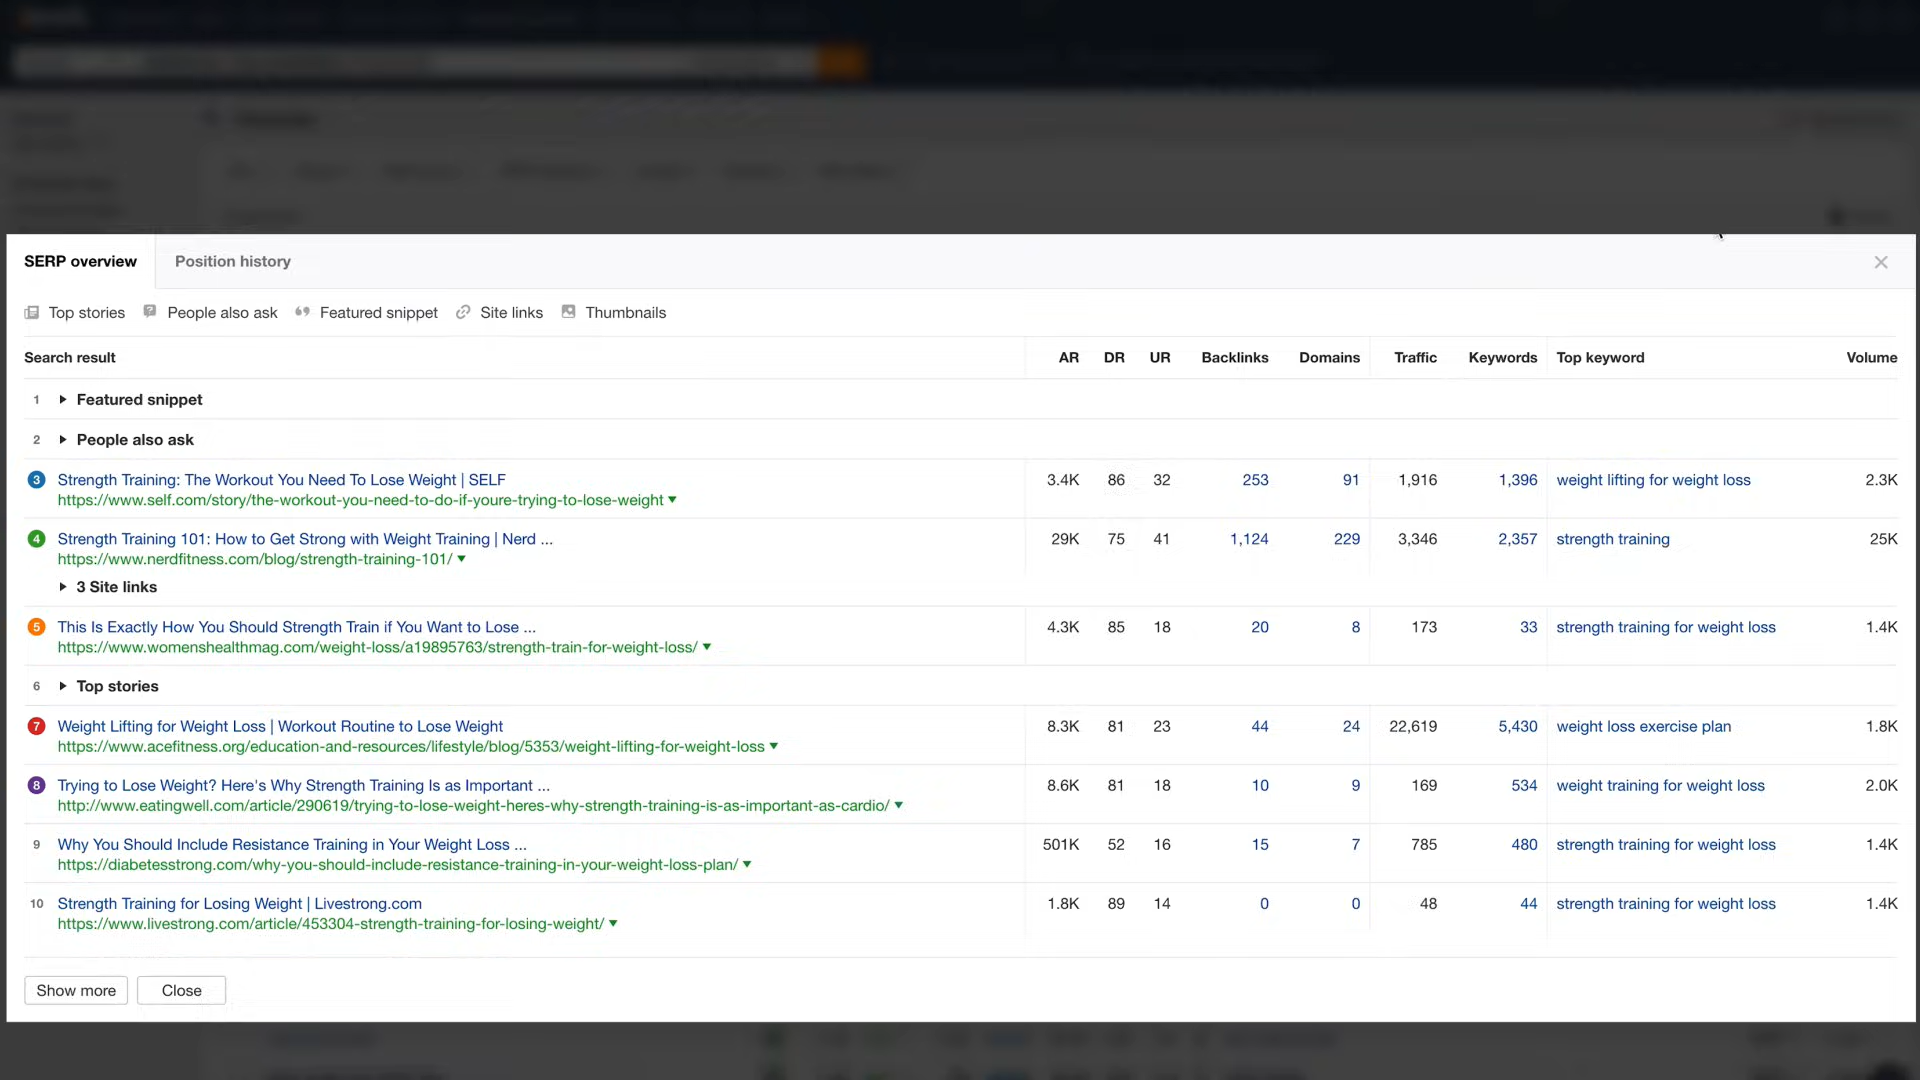 SERP overview Position history
Top stories People also ask Featured snippet Site links Thumbnails
Search result AR DR UR Backlinks Domains Traffic Keywords Top keyword Volume
1 Featured snippet
2 People also ask
3 Strength Training: The Workout You Need To Lose Weight | SELF 3.4K 86 32 253 91 1,916 1,396 weight lifting for weight loss 2.3K
https://www.self.com/story/the-workout-you-need-to-do-if-youre-trying-to-lose-weight
4 Strength Training 101: How to Get Strong with Weight Training | Nerd ... 29K 75 41 1,124 229 3,346 2,357 strength training 25K
https://www.nerdfitness.com/blog/strength-training-101/
3 Site links
5 This Is Exactly How You Should Strength Train if You Want to Lose ... 4.3K 85 18 20 8 173 33 strength training for weight loss 1.4K
https://www.womenshealthmag.com/weight-loss/a19895763/strength-train-for-weight-loss/
6 Top stories
7 Weight Lifting for Weight Loss | Workout Routine to Lose Weight 8.3K 81 23 44 24 22,619 5,430 weight loss exercise plan 1.8K
https://www.acefitness.org/education-and-resources/lifestyle/blog/5353/weight-lifting-for-weight-loss
8 Trying to Lose Weight? Here's Why Strength Training Is as Important ... 8.6K 81 18 10 9 169 534 weight training for weight loss 2.0K
http://www.eatingwell.com/article/290619/trying-to-lose-weight-heres-why-strength-training-is-as-important-as-cardio/
9 Why You Should Include Resistance Training in Your Weight Loss ... 501K 52 16 15 7 785 480 strength training for weight loss 1.4K
https://diabetesstrong.com/why-you-should-include-resistance-training-in-your-weight-loss-plan/
10 Strength Training for Losing Weight | Livestrong.com 1.8K 89 14 0 0 48 44 strength training for weight loss 1.4K
https://www.livestrong.com/article/453304-strength-training-for-losing-weight/
Show more Close